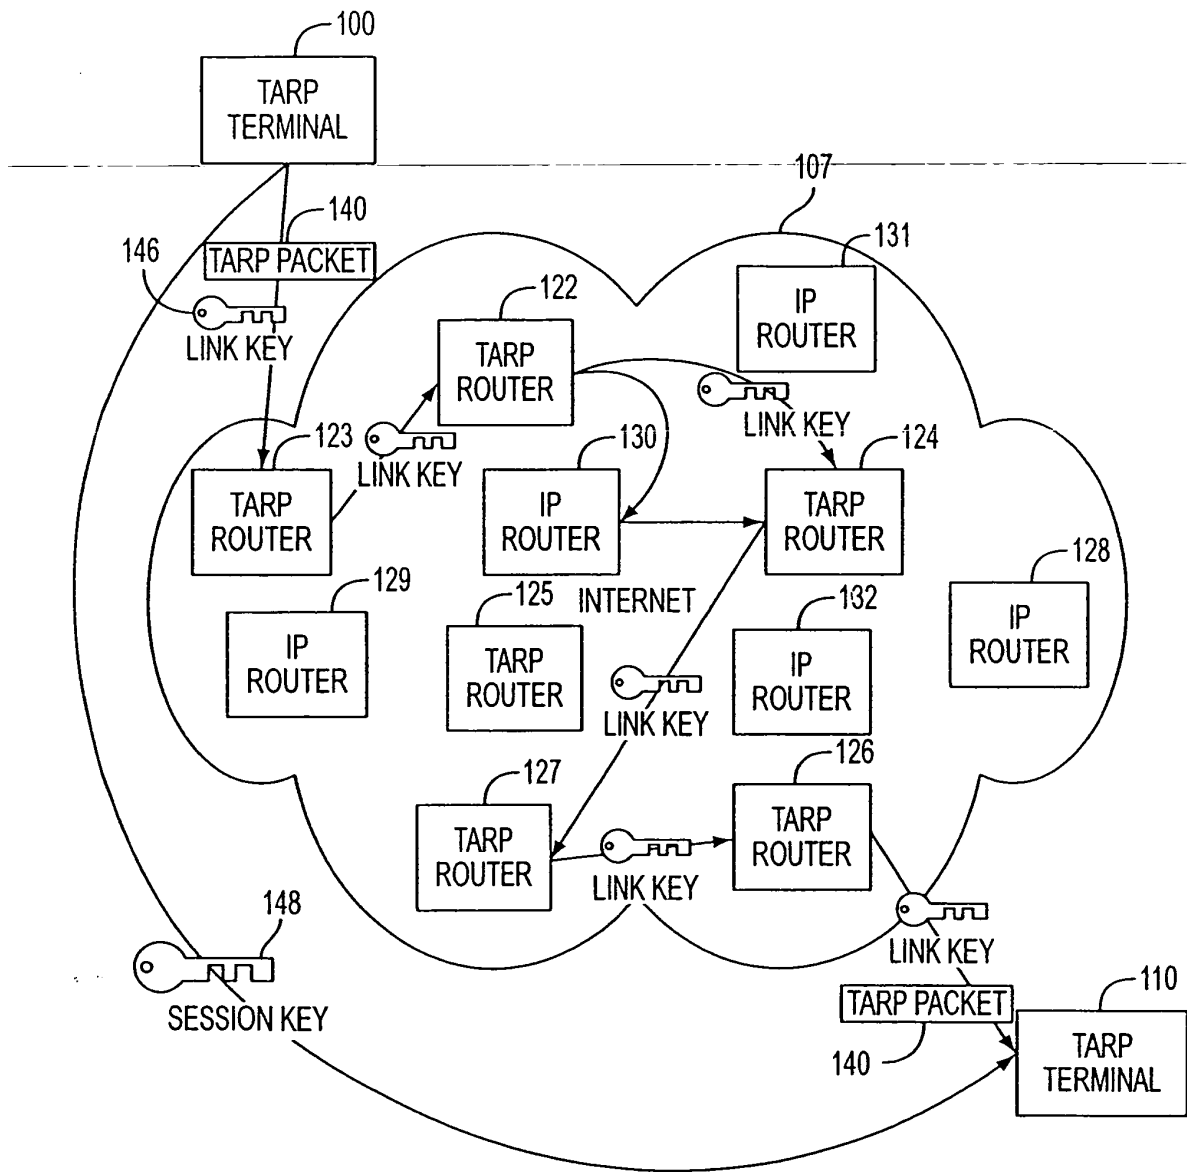 100
TARP
TERMINAL
107
140
TARP PACKET
146
LINK KEY
131
IP
ROUTER
122
TARP
ROUTER
LINK KEY
123
TARP
ROUTER
LINK KEY
130
IP
ROUTER
124
TARP
ROUTER
INTERNET
129
IP
ROUTER
125
TARP
ROUTER
132
IP
ROUTER
128
IP
ROUTER
LINK KEY
127
TARP
ROUTER
LINK KEY
126
TARP
ROUTER
LINK KEY
148
SESSION KEY
TARP PACKET
140
110
TARP
TERMINAL